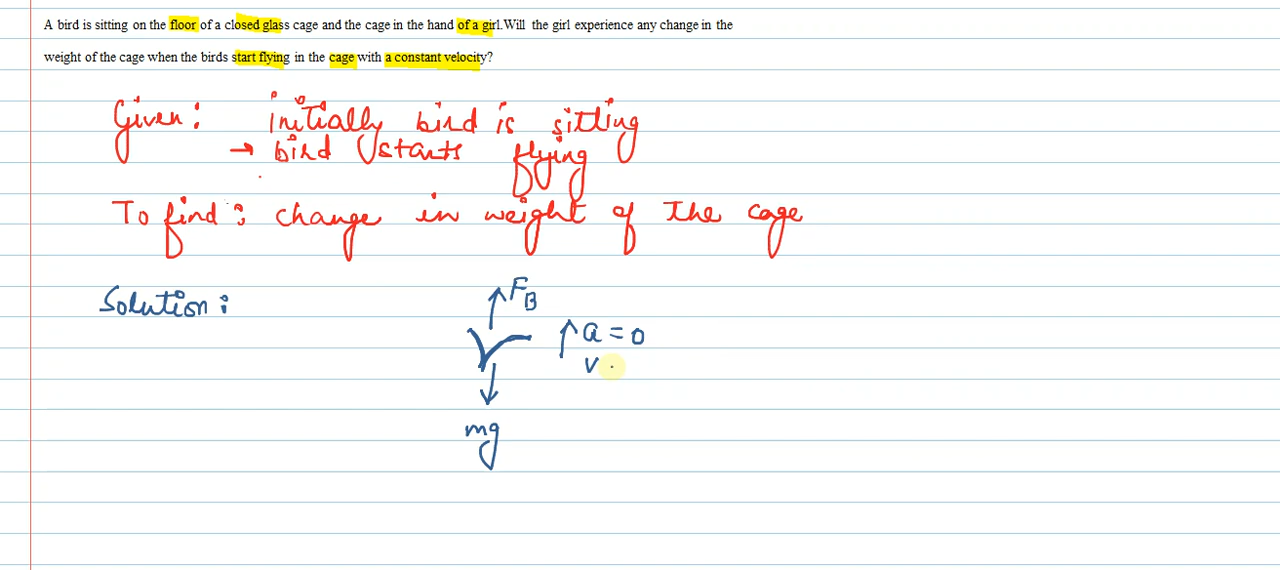 A bird is sitting on the floor of a closed glass cage and the cage in the hand of a girl.Will the girl experience any change in the
weight of the cage when the birds start flying in the cage with a constant velocity?
Given: initially bird is sitting
→ bird starts flying
To find: change in weight of the cage
Solution:
↑ F_B
↑ a = 0
v
↓
mg